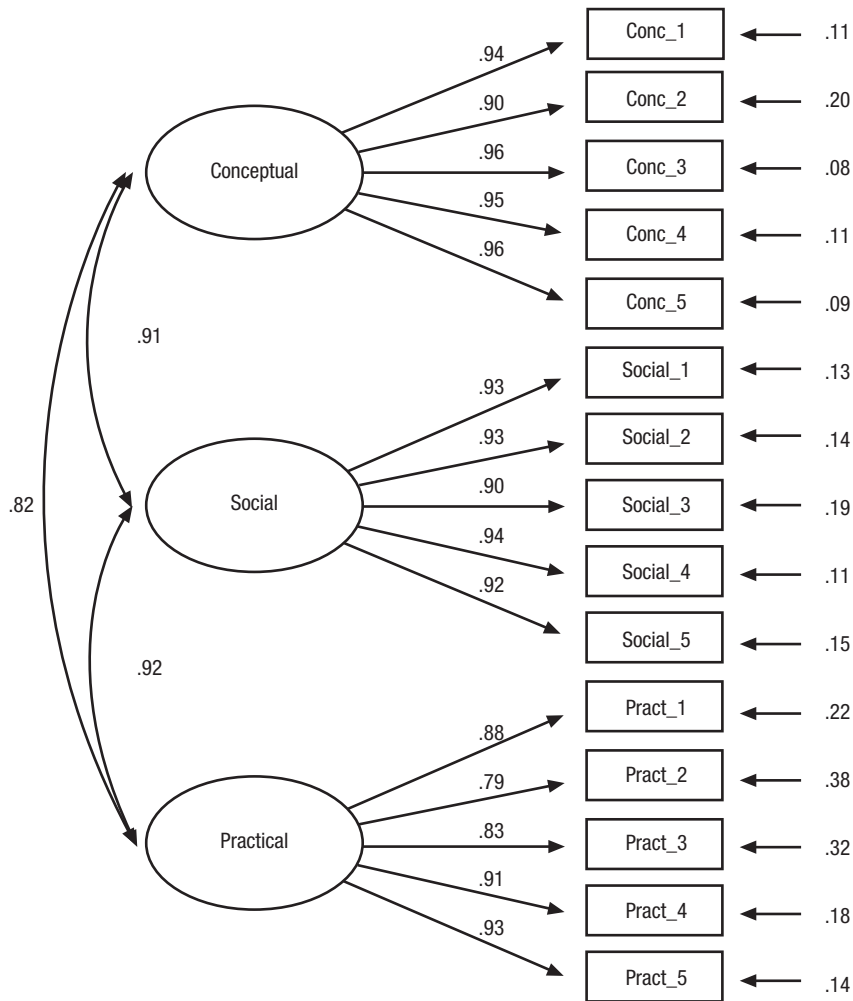 Conc_1
.11
.94
Conc_2
.20
.90
Conceptual
Conc_3
.08
.96
Conc_4
.11
.95
Conc_5
.09
.96
.91
Social_1
.13
.93
Social_2
.14
.93
.82
Social
Social_3
.19
.90
Social_4
.11
.94
Social_5
.15
.92
.92
Pract_1
.22
.88
Pract_2
.38
.79
Practical
Pract_3
.32
.83
Pract_4
.18
.91
Pract_5
.14
.93